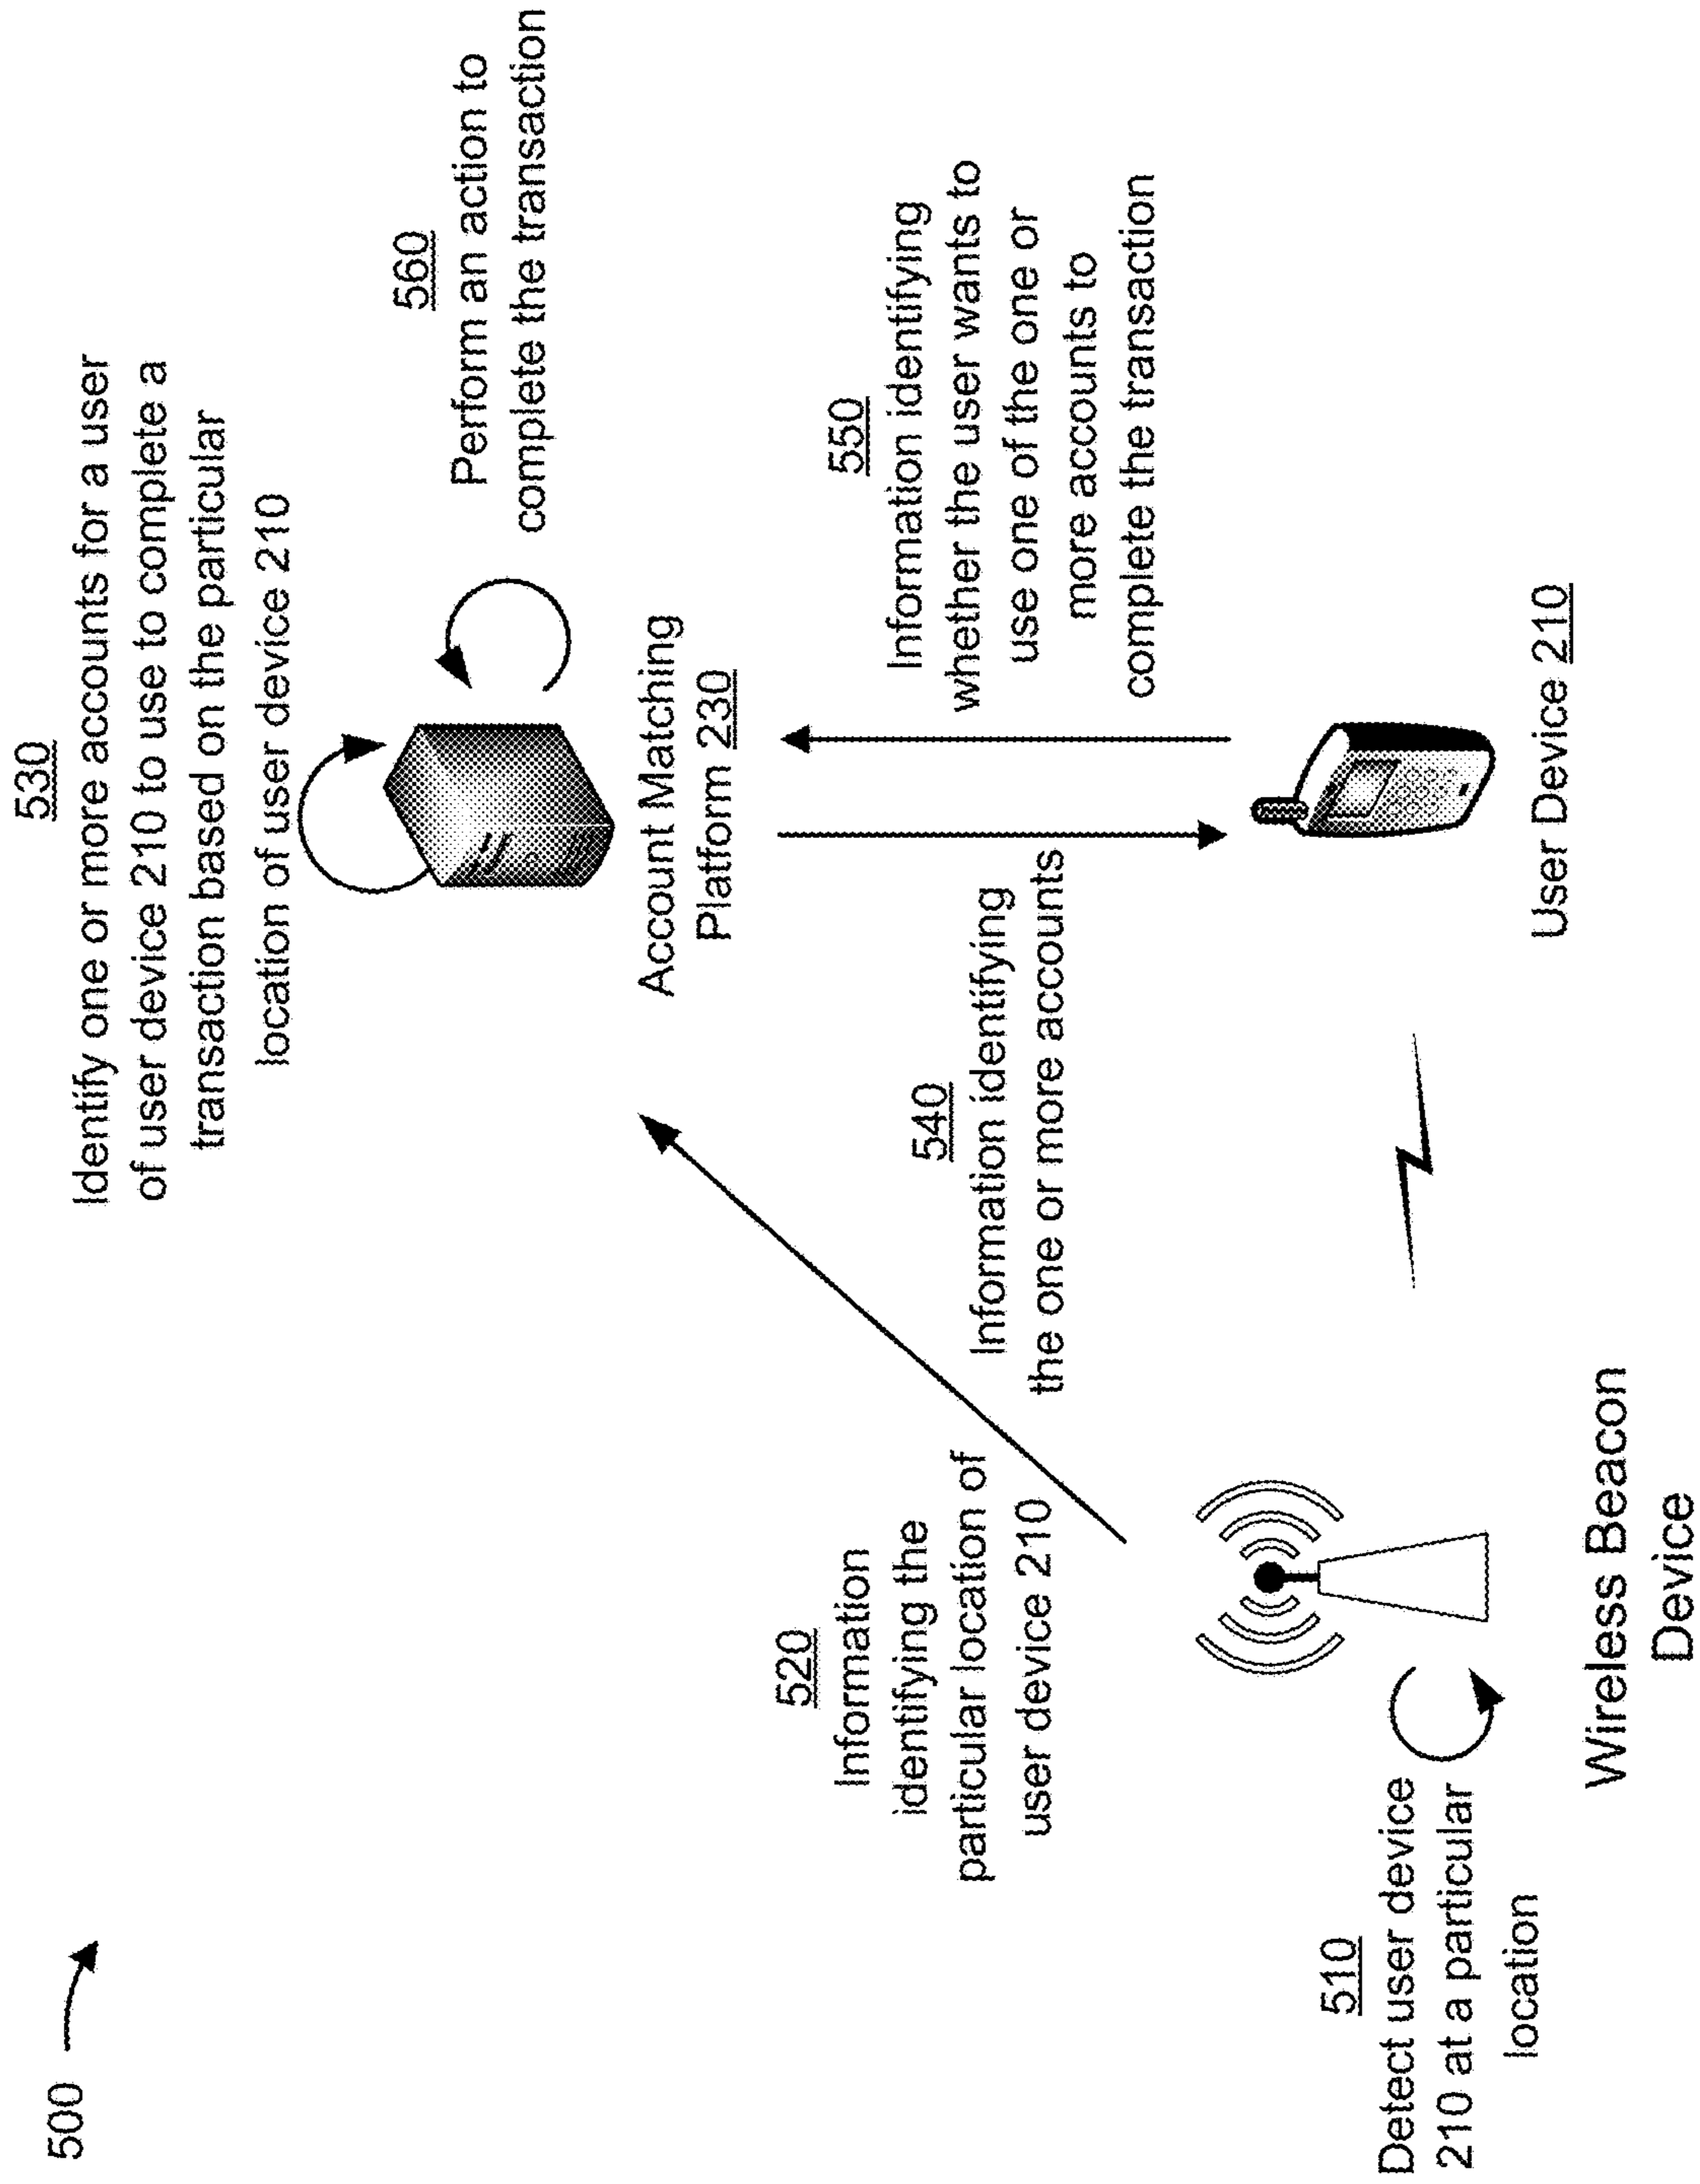 500
530
Identify one or more accounts for a user
of user device 210 to use to complete a
transaction based on the particular
location of user device 210
560
Perform an action to
complete the transaction
Account Matching
Platform 230
520
Information
identifying the
particular location of
user device 210
540
Information identifying
the one or more accounts
550
Information identifying
whether the user wants to
use one of the one or
more accounts to
complete the transaction
510
Detect user device
210 at a particular
location
Wireless Beacon
Device
User Device 210